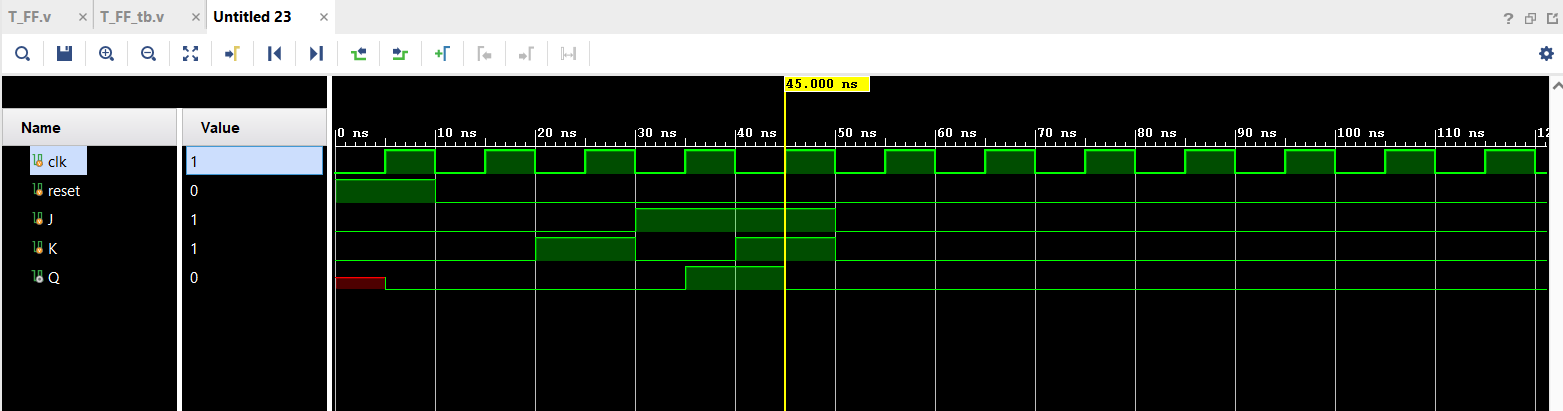 T_FF.v × T_FF_tb.v × Untitled 23 ×
?
45.000 ns
Name Value
0 ns 10 ns 20 ns 30 ns 40 ns 50 ns 60 ns 70 ns 80 ns 90 ns 100 ns 110 ns 12
clk 1
reset 0
J 1
K 1
Q 0